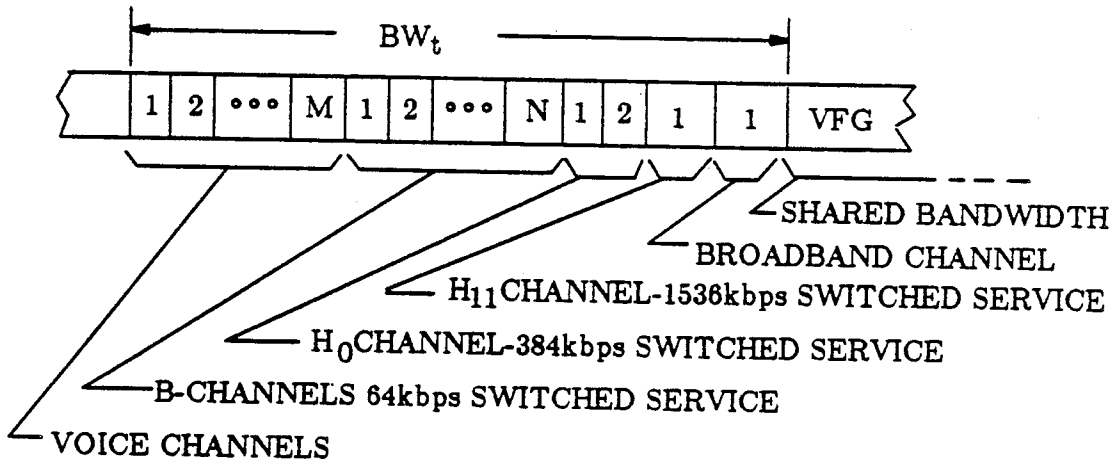 BWt
1 2 °°° M 1 2 °°° N 1 2 1 1 VFG
SHARED BANDWIDTH
BROADBAND CHANNEL
H11CHANNEL-1536kbps SWITCHED SERVICE
H0CHANNEL-384kbps SWITCHED SERVICE
B-CHANNELS 64kbps SWITCHED SERVICE
VOICE CHANNELS